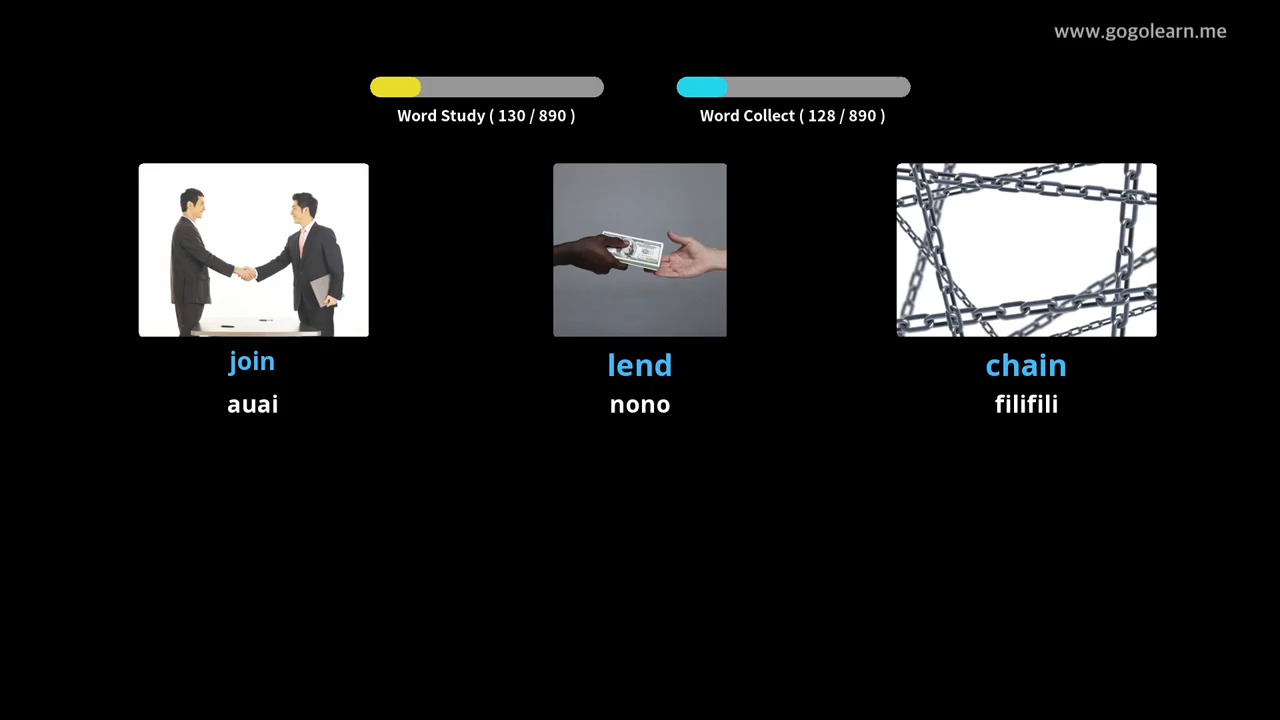 www.gogolearn.me
Word Study ( 130 / 890 )
Word Collect ( 128 / 890 )
join
lend
chain
auai
nono
filifili